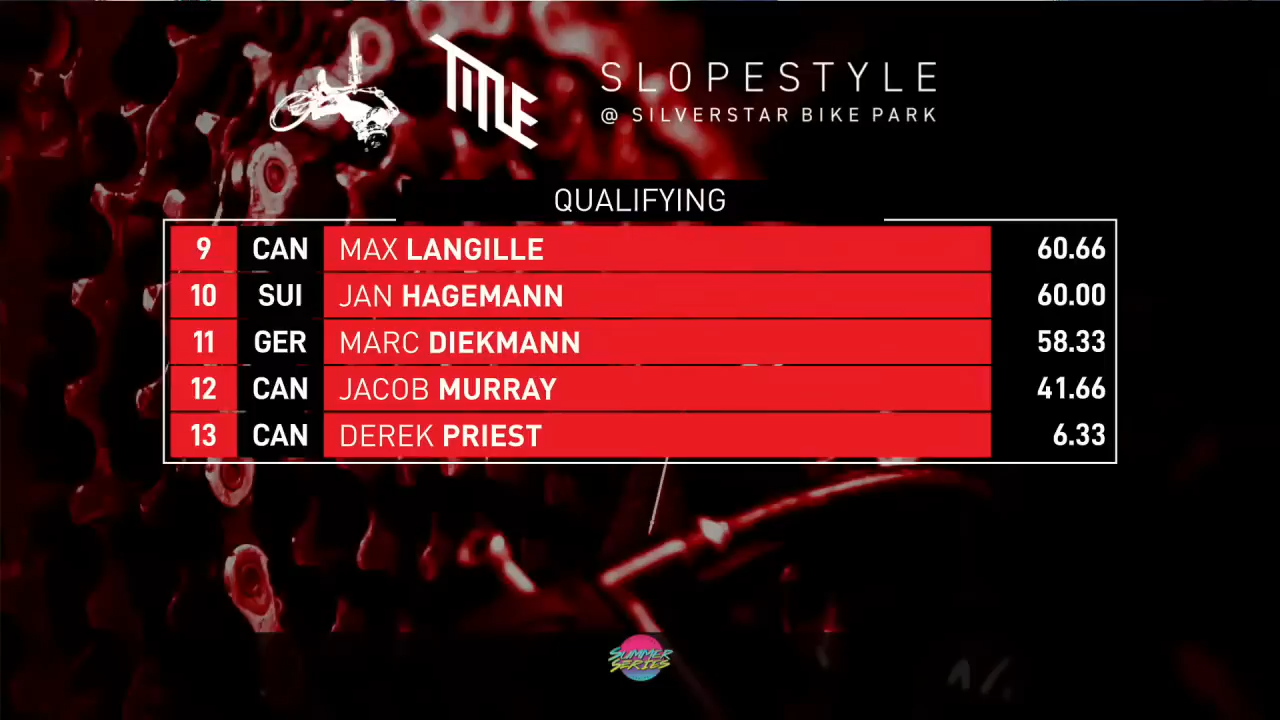 TITLE
SLOPESTYLE
@ SILVERSTAR BIKE PARK
QUALIFYING
9 CAN MAX LANGILLE 60.66
10 SUI JAN HAGEMANN 60.00
11 GER MARC DIEKMANN 58.33
12 CAN JACOB MURRAY 41.66
13 CAN DEREK PRIEST 6.33
SUMMER
SERIES